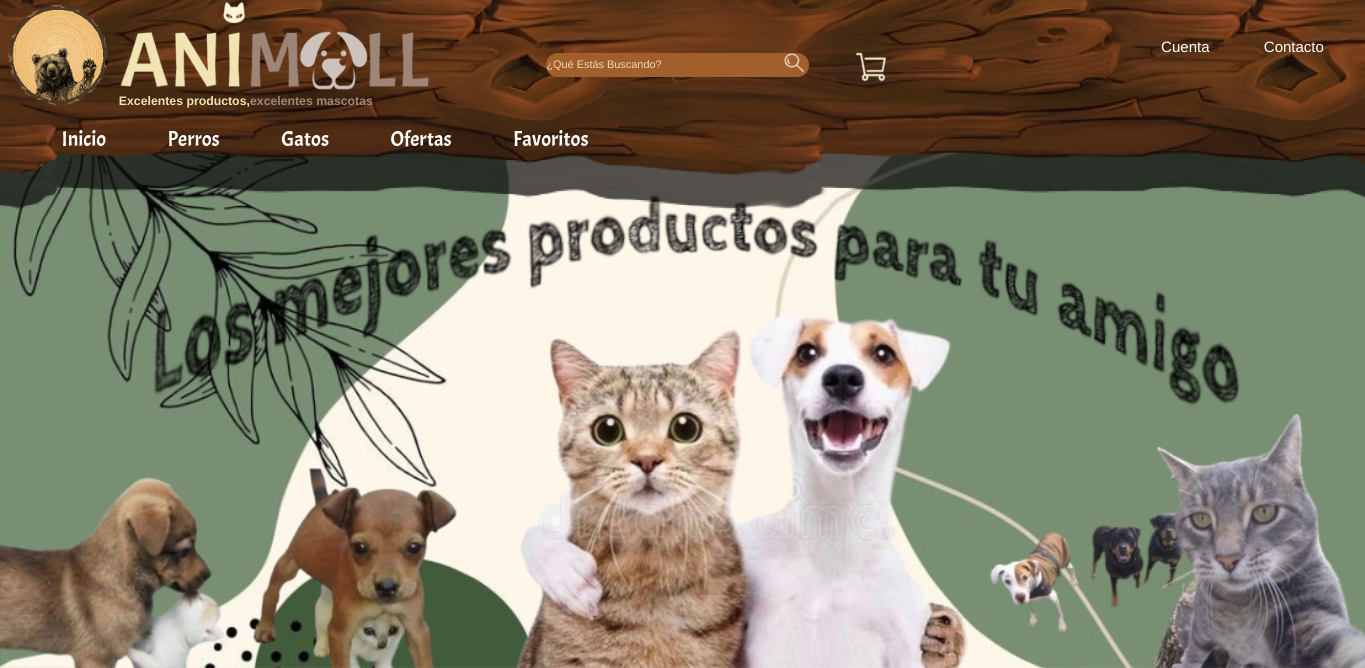 ANIMALL
Excelentes productos,excelentes mascotas
¿Qué Estás Buscando?
Cuenta
Contacto
Inicio
Perros
Gatos
Ofertas
Favoritos
Los mejores productos para tu amigo
dreamstime